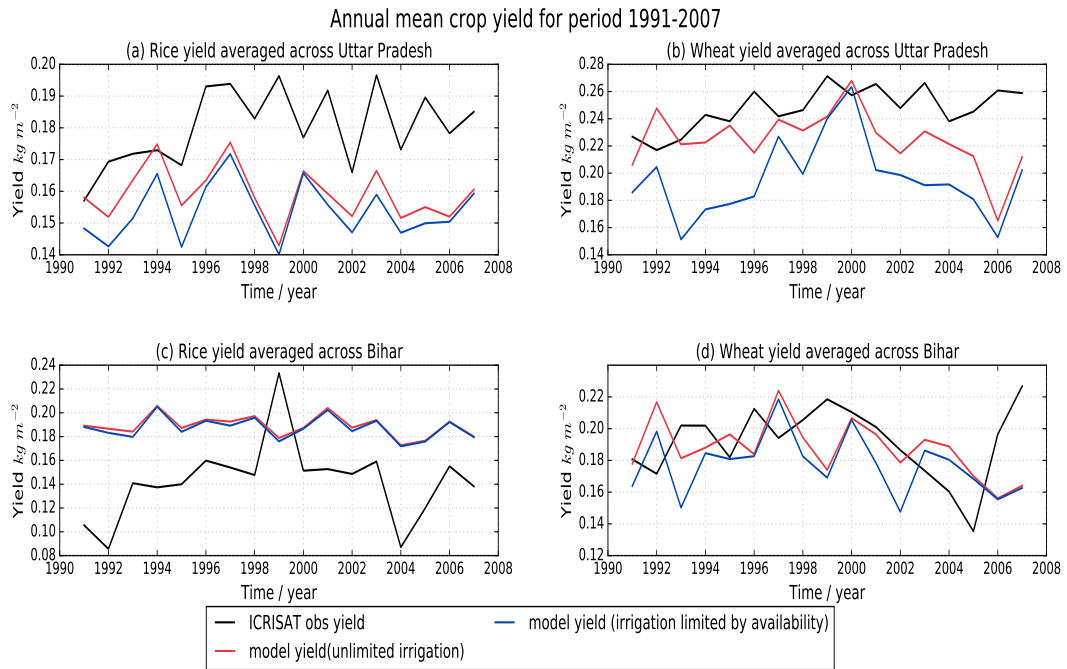 Annual mean crop yield for period 1991-2007
(a) Rice yield averaged across Uttar Pradesh
0.20
0.19
0.18
0.17
0.16
0.15
0.14
Yield kg m⁻²
1990 1992 1994 1996 1998 2000 2002 2004 2006 2008
Time / year
(b) Wheat yield averaged across Uttar Pradesh
0.28
0.26
0.24
0.22
0.20
0.18
0.16
0.14
Yield kg m⁻²
1990 1992 1994 1996 1998 2000 2002 2004 2006 2008
Time / year
(c) Rice yield averaged across Bihar
0.24
0.22
0.20
0.18
0.16
0.14
0.12
0.10
0.08
Yield kg m⁻²
1990 1992 1994 1996 1998 2000 2002 2004 2006 2008
Time / year
(d) Wheat yield averaged across Bihar
0.22
0.20
0.18
0.16
0.14
0.12
Yield kg m⁻²
1990 1992 1994 1996 1998 2000 2002 2004 2006 2008
Time / year
ICRISAT obs yield
model yield(unlimited irrigation)
model yield (irrigation limited by availability)